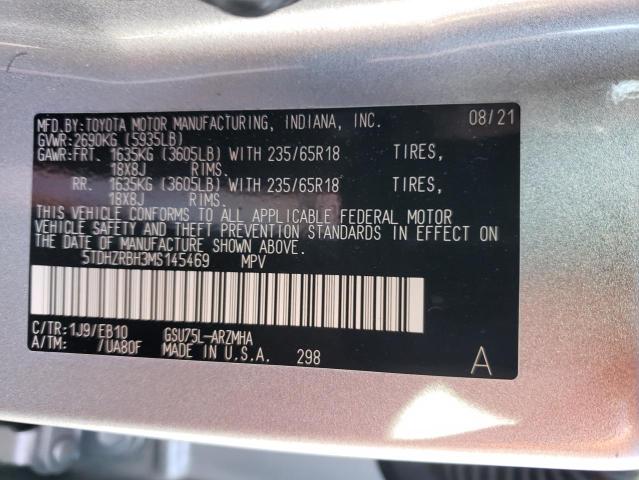 MFD.BY:TOYOTA MOTOR MANUFACTURING, INDIANA, INC. 08/21
GVWR:2690KG (5935LB)
GAWR:FRT. 1635KG (3605LB) WITH 235/65R18 TIRES,
18X8J RIMS.
RR. 1635KG (3605LB) WITH 235/65R18 TIRES,
18X8J RIMS.
THIS VEHICLE CONFORMS TO ALL APPLICABLE FEDERAL MOTOR
VEHICLE SAFETY AND THEFT PREVENTION STANDARDS IN EFFECT ON
THE DATE OF MANUFACTURE SHOWN ABOVE.
5TDHZRBH3MS145469 MPV
C/TR:1J9/EB10 GSU75L-ARZMHA
A/TM: /UA80F MADE IN U.S.A. 298 A